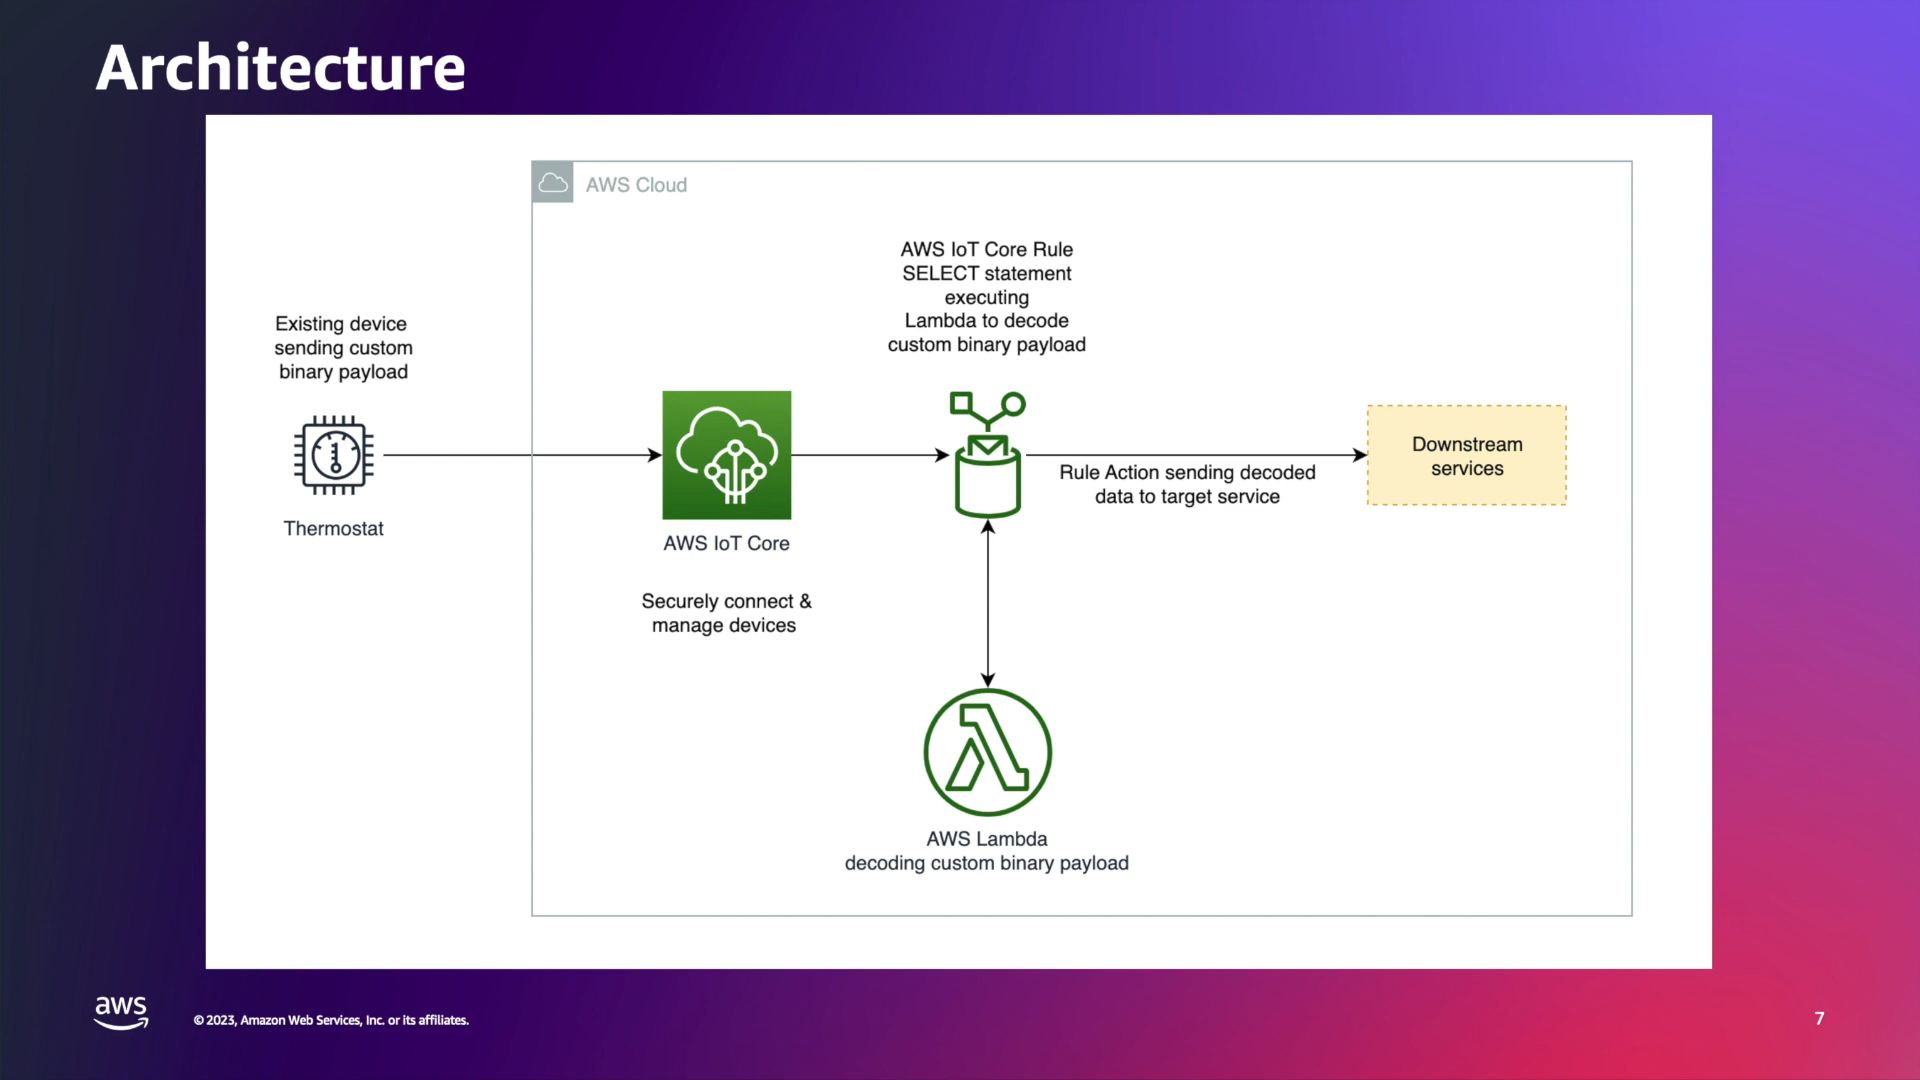 Architecture
AWS Cloud
AWS IoT Core Rule
SELECT statement
executing
Lambda to decode
custom binary payload
Existing device
sending custom
binary payload
Thermostat
AWS IoT Core
Securely connect &
manage devices
Rule Action sending decoded
data to target service
Downstream
services
AWS Lambda
decoding custom binary payload
aws
© 2023, Amazon Web Services, Inc. or its affiliates.
7